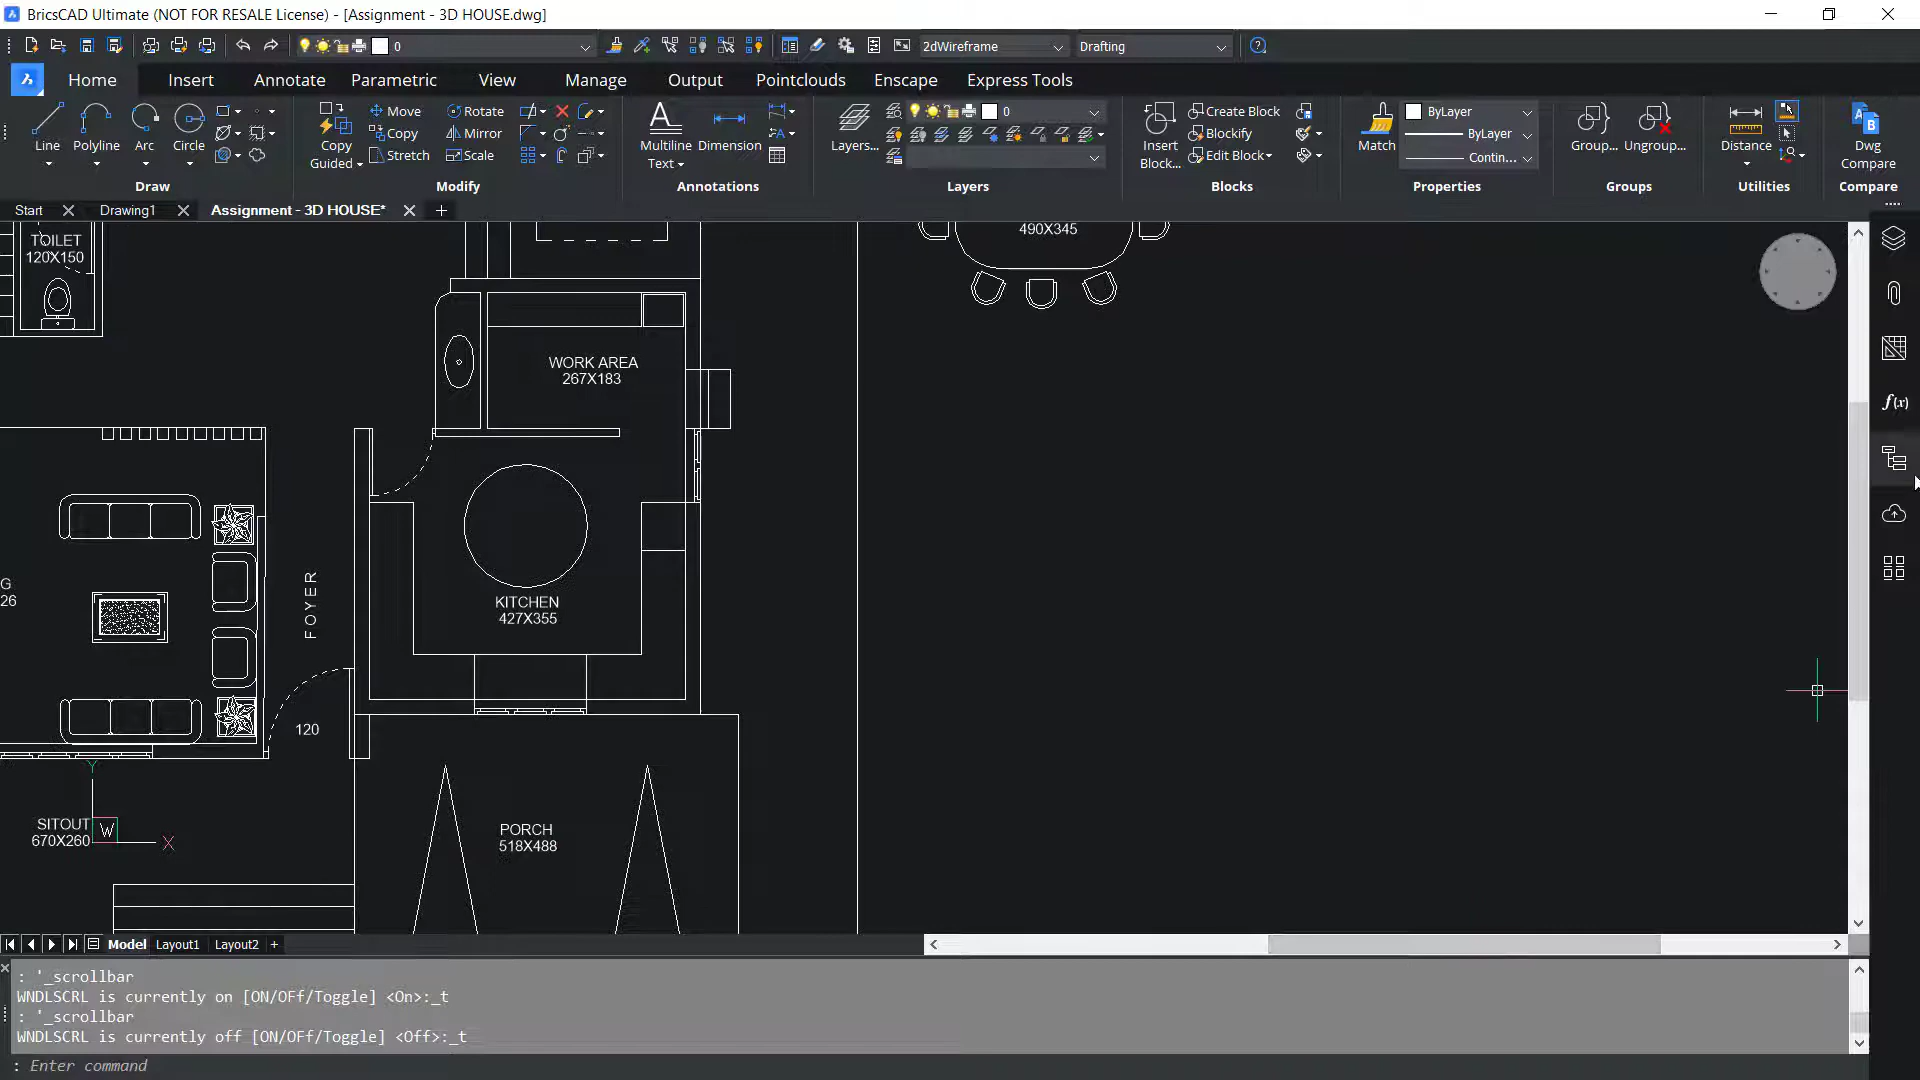 BricsCAD Ultimate (NOT FOR RESALE License) - [Assignment - 3D HOUSE.dwg]
0
2dWireframe
Drafting
Home
Insert
Annotate
Parametric
View
Manage
Output
Pointclouds
Enscape
Express Tools
Line
Polyline
Arc
Circle
Draw
Copy
Guided
Move
Copy
Stretch
Rotate
Mirror
Scale
Modify
Multiline
Text
Dimension
Annotations
Layers...
0
Layers
Insert
Block...
Create Block
Blockify
Edit Block
Blocks
Match
ByLayer
ByLayer
Contin...
Properties
Group...
Ungroup...
Groups
Distance
Utilities
Dwg
Compare
Compare
Start
Drawing1
Assignment - 3D HOUSE*
TOILET
120X150
490X345
WORK AREA
267X183
f(x)
G
26
FOYER
KITCHEN
427X355
120
Y
W
X
SITOUT
670X260
PORCH
518X488
Model
Layout1
Layout2
: '_scrollbar
WNDLSCRL is currently on [ON/OFf/Toggle] <On>:_t
: '_scrollbar
WNDLSCRL is currently off [ON/OFf/Toggle] <Off>:_t
: Enter command